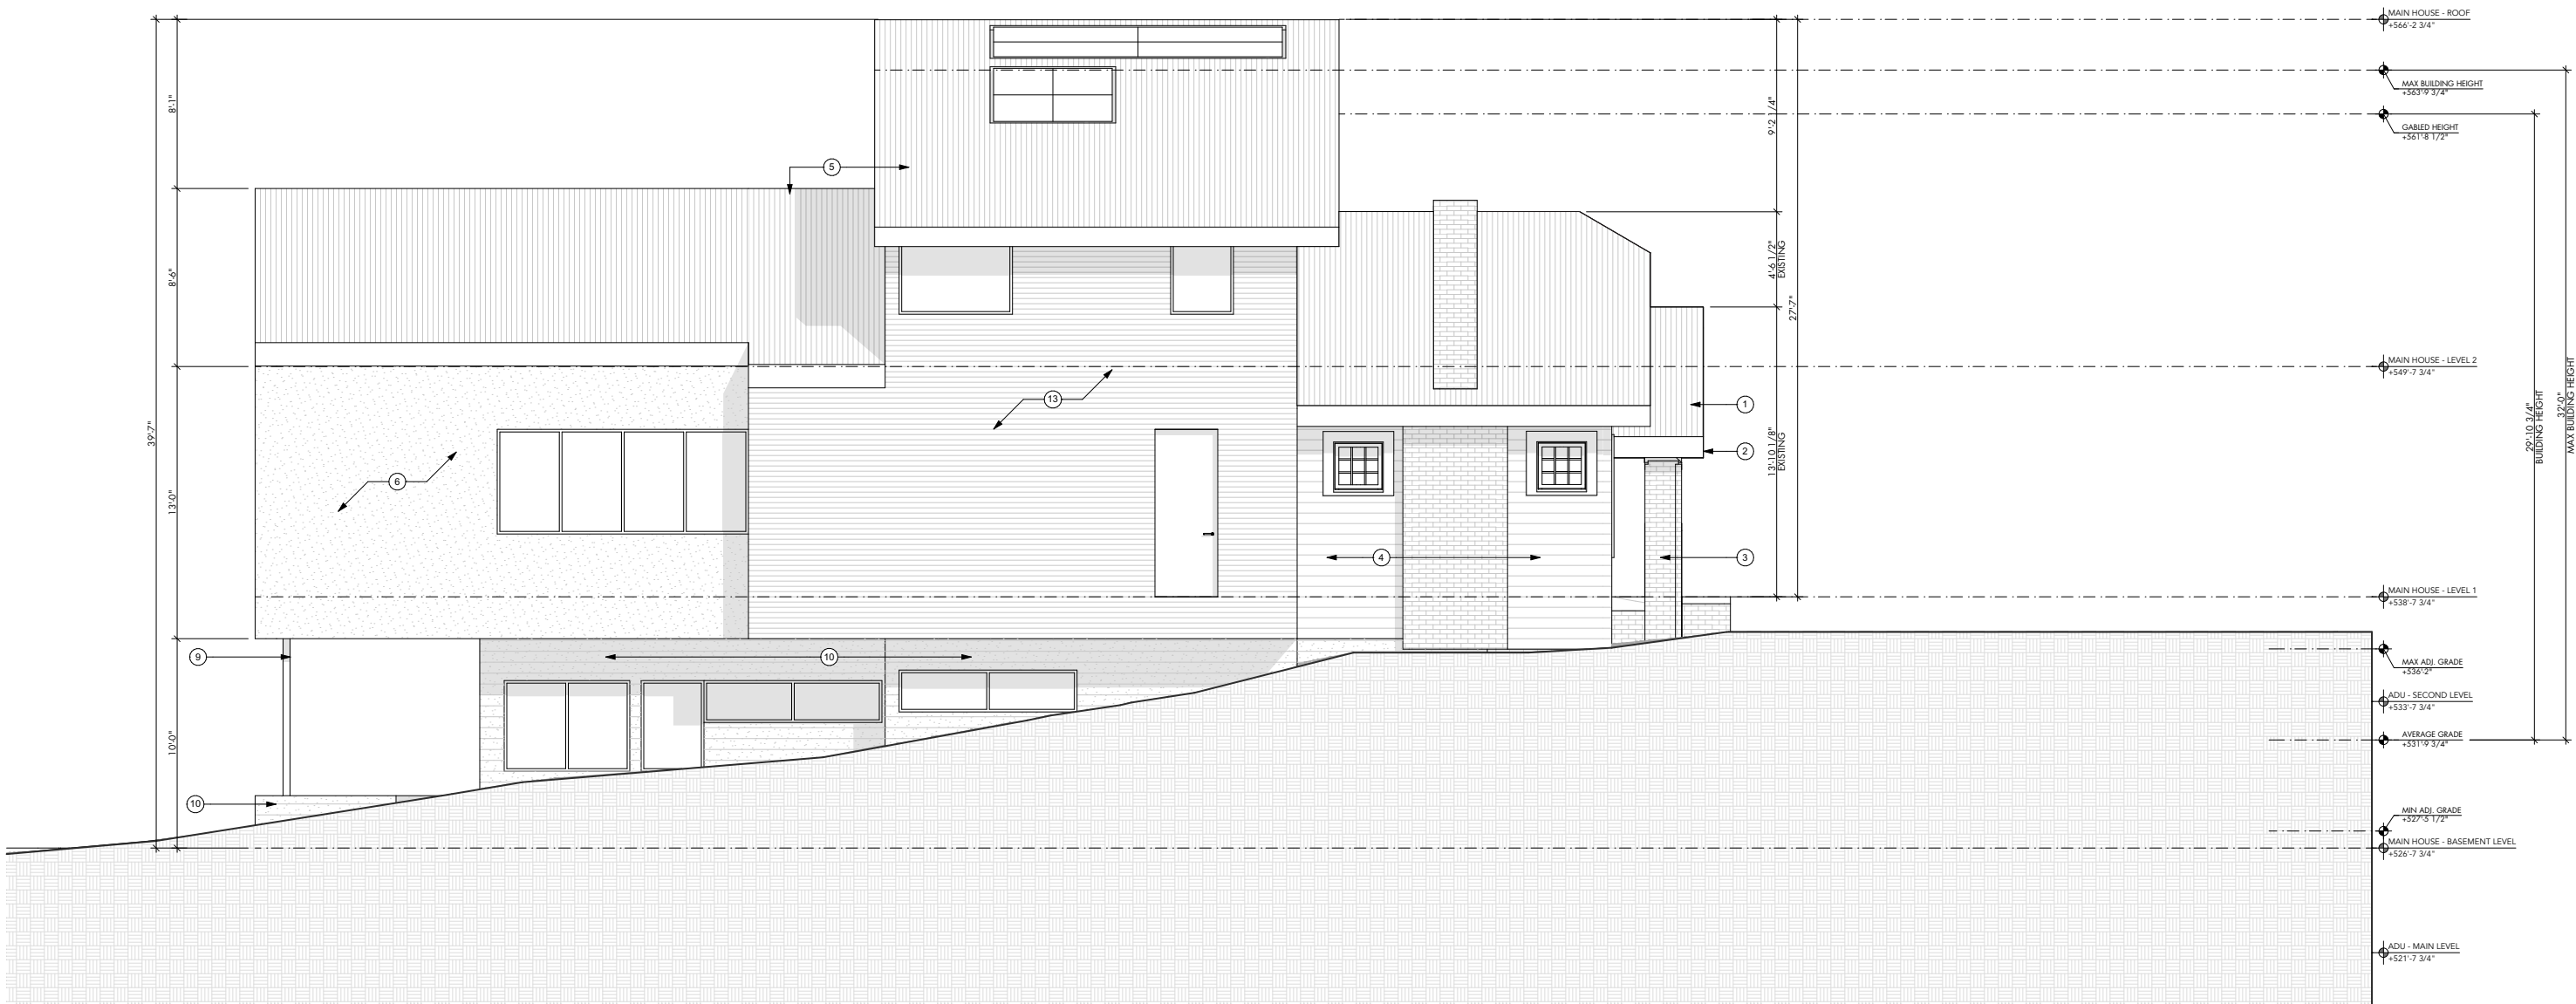 MAIN HOUSE - ROOF
+566'-2 3/4"
MAX BUILDING HEIGHT
+563'-9 3/4"
GABLED HEIGHT
+561'-8 1/2"
8'-1"
9'-2 1/4"
5
8'-6"
4'-6 1/2"
EXISTING
27'-7"
MAIN HOUSE - LEVEL 2
+549'-7 3/4"
39'-7"
13
1
2
29'-10 3/4"
BUILDING HEIGHT
32'-0"
MAX BUILDING HEIGHT
13'-10 1/8"
EXISTING
6
13'-0"
4
3
MAIN HOUSE - LEVEL 1
+538'-7 3/4"
9
10
MAX ADJ. GRADE
+536'-2"
ADU - SECOND LEVEL
+533'-7 3/4"
10'-0"
AVERAGE GRADE
+531'-9 3/4"
10
MIN ADJ. GRADE
+527'-5 1/2"
MAIN HOUSE - BASEMENT LEVEL
+526'-7 3/4"
ADU - MAIN LEVEL
+521'-7 3/4"